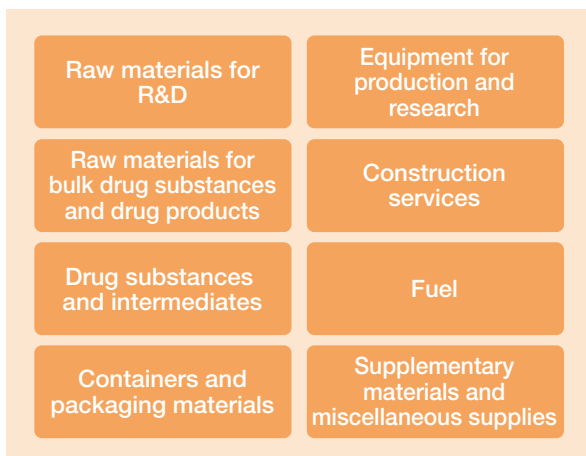 Raw materials for
R&D
Equipment for
production and
research
Raw materials for
bulk drug substances
and drug products
Construction
services
Drug substances
and intermediates
Fuel
Containers and
packaging materials
Supplementary
materials and
miscellaneous supplies